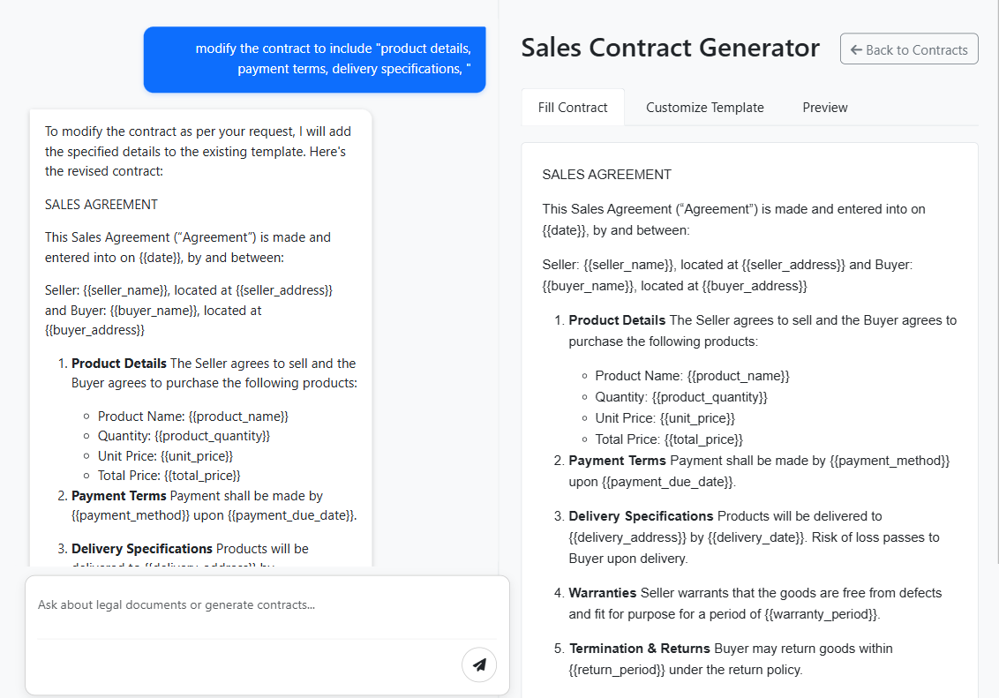 modify the contract to include "product details,
payment terms, delivery specifications, "
To modify the contract as per your request, I will add
the specified details to the existing template. Here's
the revised contract:
SALES AGREEMENT
This Sales Agreement (“Agreement”) is made and
entered into on {{date}}, by and between:
Seller: {{seller_name}}, located at {{seller_address}}
and Buyer: {{buyer_name}}, located at
{{buyer_address}}
1. Product Details The Seller agrees to sell and the
Buyer agrees to purchase the following products:
Product Name: {{product_name}}
Quantity: {{product_quantity}}
Unit Price: {{unit_price}}
Total Price: {{total_price}}
2. Payment Terms Payment shall be made by
{{payment_method}} upon {{payment_due_date}}.
3. Delivery Specifications Products will be
delivered to {{delivery_address}} by
Ask about legal documents or generate contracts...
Sales Contract Generator
Back to Contracts
Fill Contract
Customize Template
Preview
SALES AGREEMENT
This Sales Agreement (“Agreement”) is made and entered into on
{{date}}, by and between:
Seller: {{seller_name}}, located at {{seller_address}} and Buyer:
{{buyer_name}}, located at {{buyer_address}}
1. Product Details The Seller agrees to sell and the Buyer agrees to
purchase the following products:
Product Name: {{product_name}}
Quantity: {{product_quantity}}
Unit Price: {{unit_price}}
Total Price: {{total_price}}
2. Payment Terms Payment shall be made by {{payment_method}}
upon {{payment_due_date}}.
3. Delivery Specifications Products will be delivered to
{{delivery_address}} by {{delivery_date}}. Risk of loss passes to
Buyer upon delivery.
4. Warranties Seller warrants that the goods are free from defects
and fit for purpose for a period of {{warranty_period}}.
5. Termination & Returns Buyer may return goods within
{{return_period}} under the return policy.